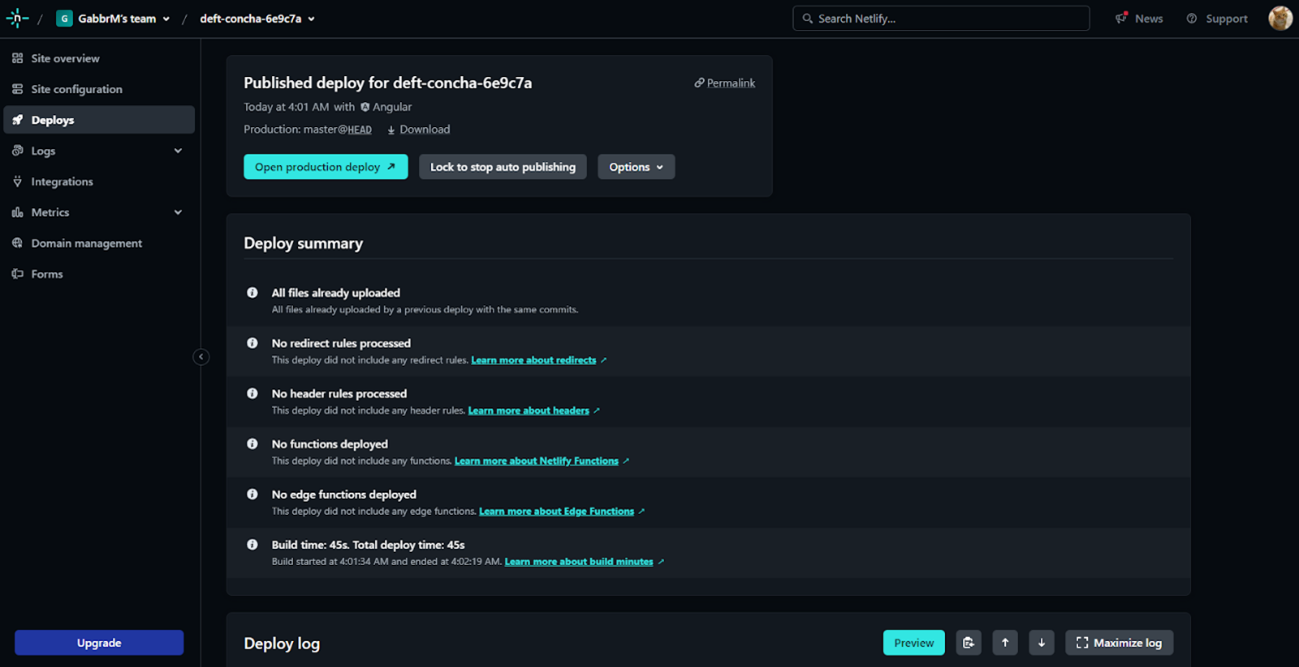 / G GabbrM's team / deft-concha-6e9c7a
Search Netlify...
News
Support
Site overview
Site configuration
Deploys
Logs
Integrations
Metrics
Domain management
Forms
Upgrade
Published deploy for deft-concha-6e9c7a
Permalink
Today at 4:01 AM with Angular
Production: master@HEAD Download
Open production deploy
Lock to stop auto publishing
Options
Deploy summary
All files already uploaded
All files already uploaded by a previous deploy with the same commits.
No redirect rules processed
This deploy did not include any redirect rules. Learn more about redirects
No header rules processed
This deploy did not include any header rules. Learn more about headers
No functions deployed
This deploy did not include any functions. Learn more about Netlify Functions
No edge functions deployed
This deploy did not include any edge functions. Learn more about Edge Functions
Build time: 45s. Total deploy time: 45s
Build started at 4:01:34 AM and ended at 4:02:19 AM. Learn more about build minutes
Deploy log
Preview
Maximize log